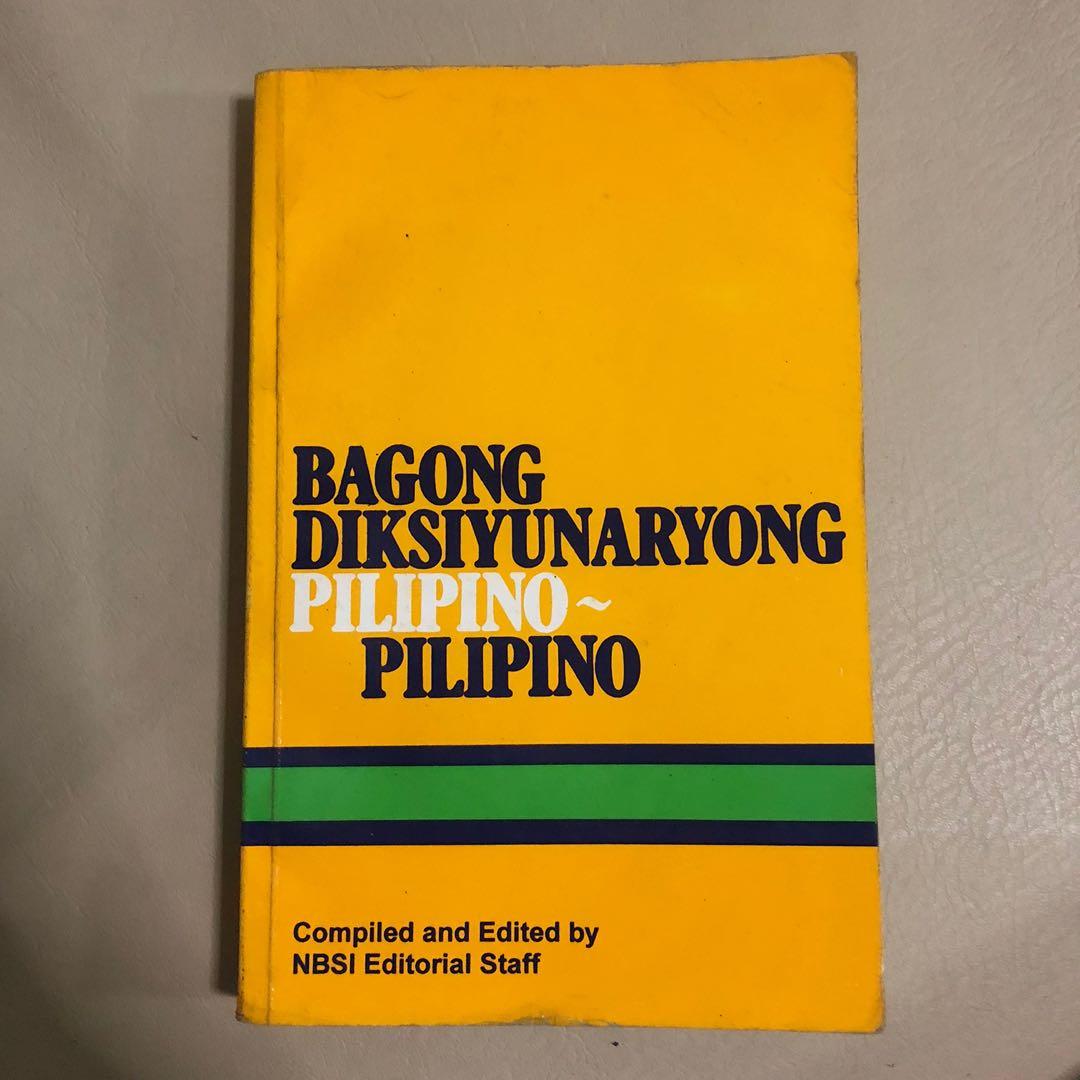 BAGONG
DIKSIYUNARYONG
PILIPINO~
PILIPINO
Compiled and Edited by
NBSI Editorial Staff